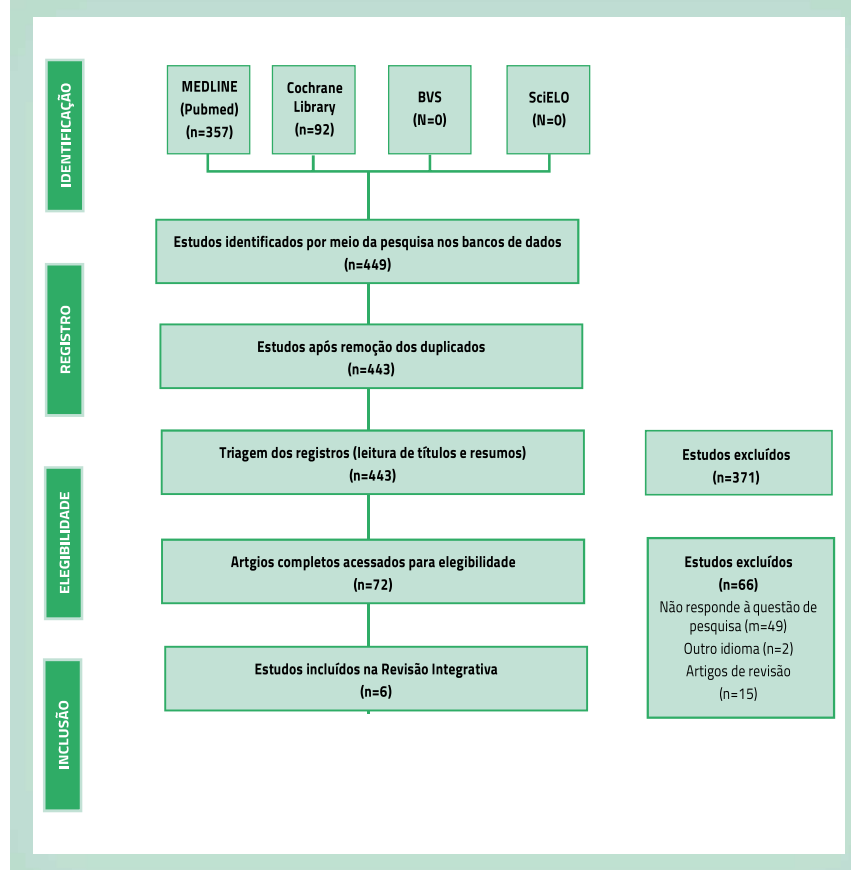 IDENTIFICAÇÃO
MEDLINE
(Pubmed)
(n=357)
Cochrane
Library
(n=92)
BVS
(N=0)
SciELO
(N=0)
Estudos identificados por meio da pesquisa nos bancos de dados
(n=449)
REGISTRO
Estudos após remoção dos duplicados
(n=443)
Triagem dos registros (leitura de títulos e resumos)
(n=443)
Estudos excluídos
(n=371)
ELEGIBILIDADE
Artgios completos acessados para elegibilidade
(n=72)
Estudos excluídos
(n=66)
Não responde à questão de
pesquisa (m=49)
Outro idioma (n=2)
Artigos de revisão
(n=15)
INCLUSÃO
Estudos incluídos na Revisão Integrativa
(n=6)